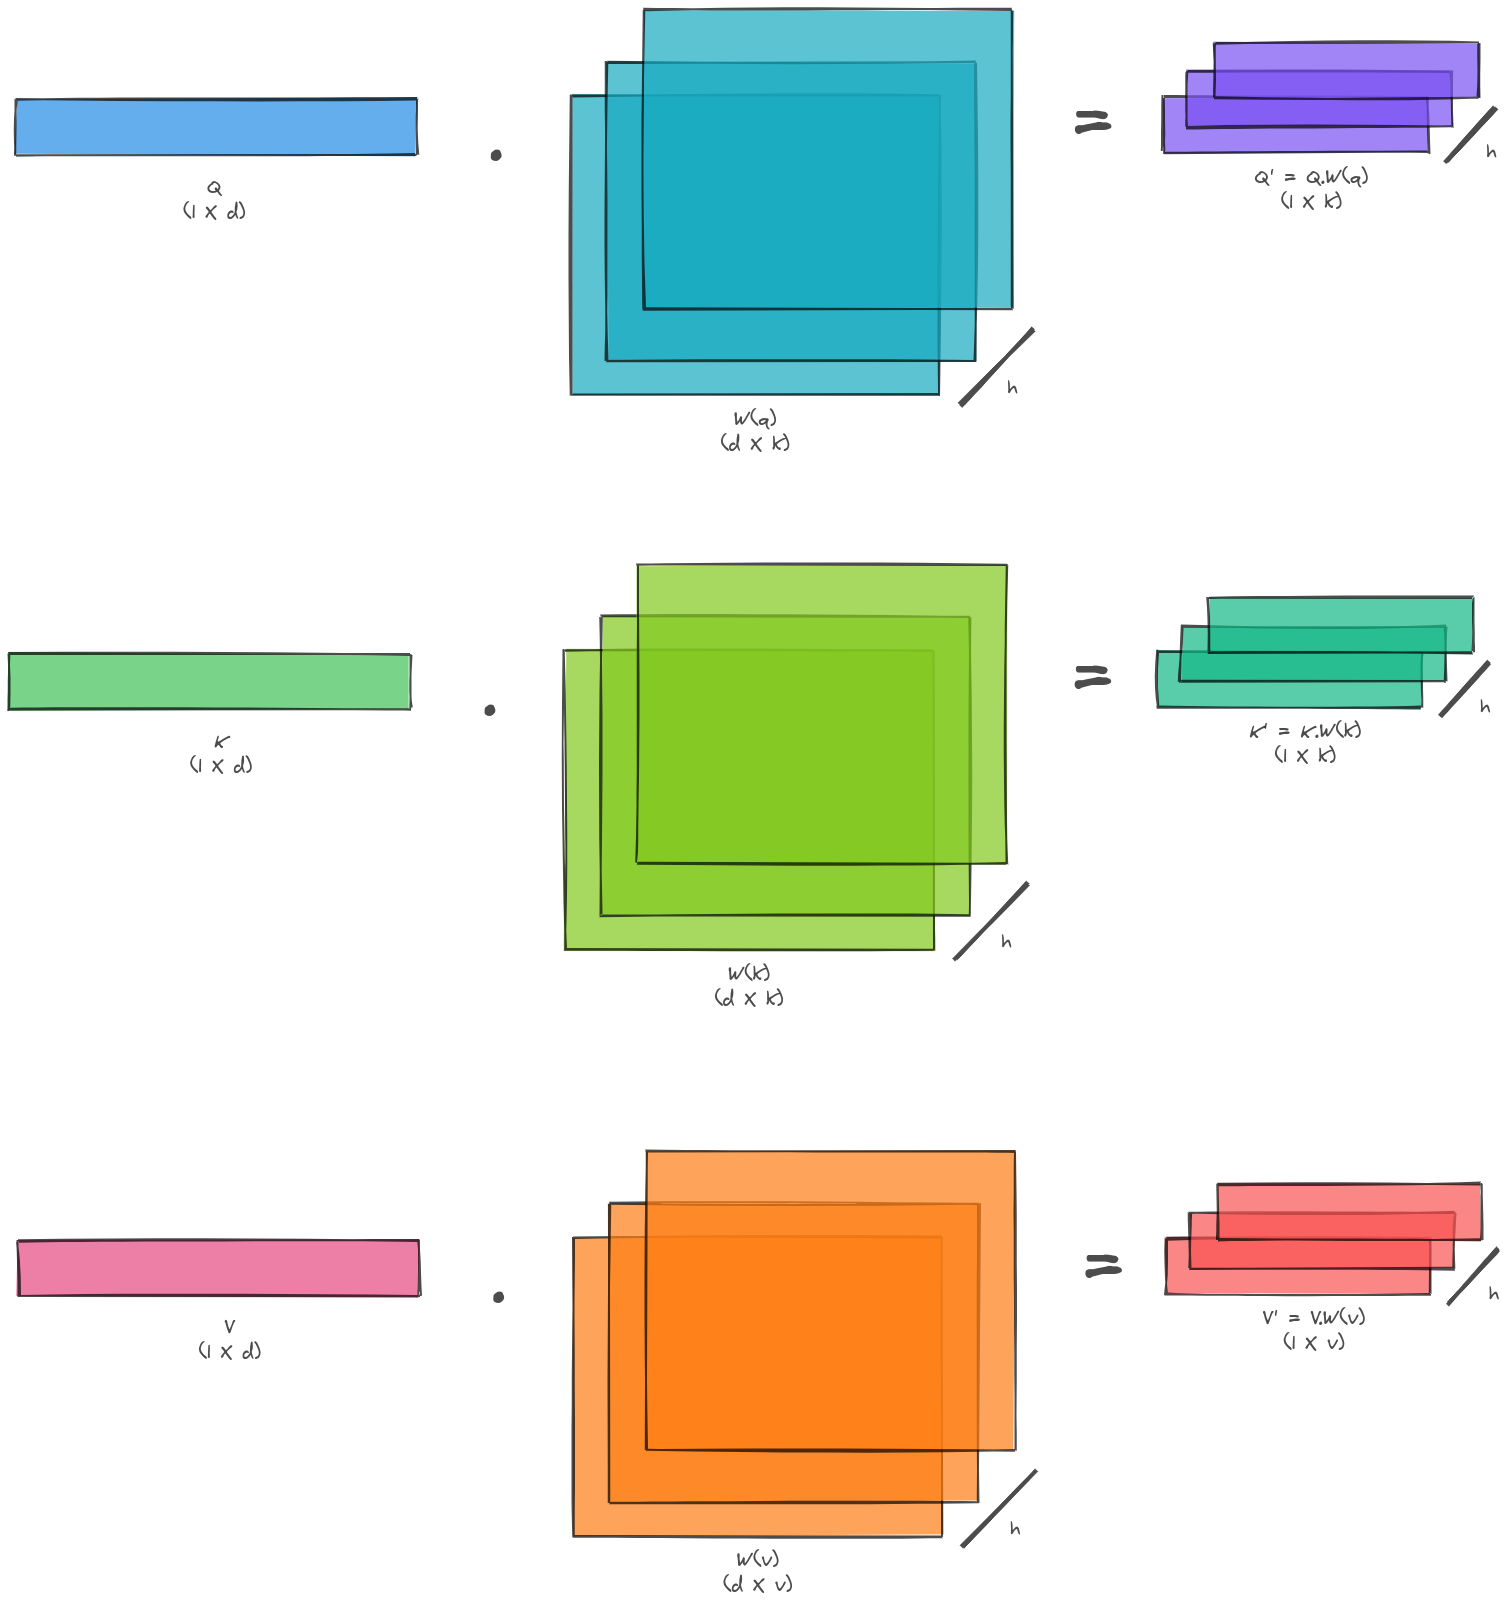 Q
(1 x d)
h
W(q)
(d x k)
=
h
Q' = Q.W(q)
(1 x k)
K
(1 x d)
h
W(k)
(d x k)
=
h
K' = K.W(k)
(1 x k)
V
(1 x d)
h
W(v)
(d x v)
=
h
V' = V.W(v)
(1 x v)